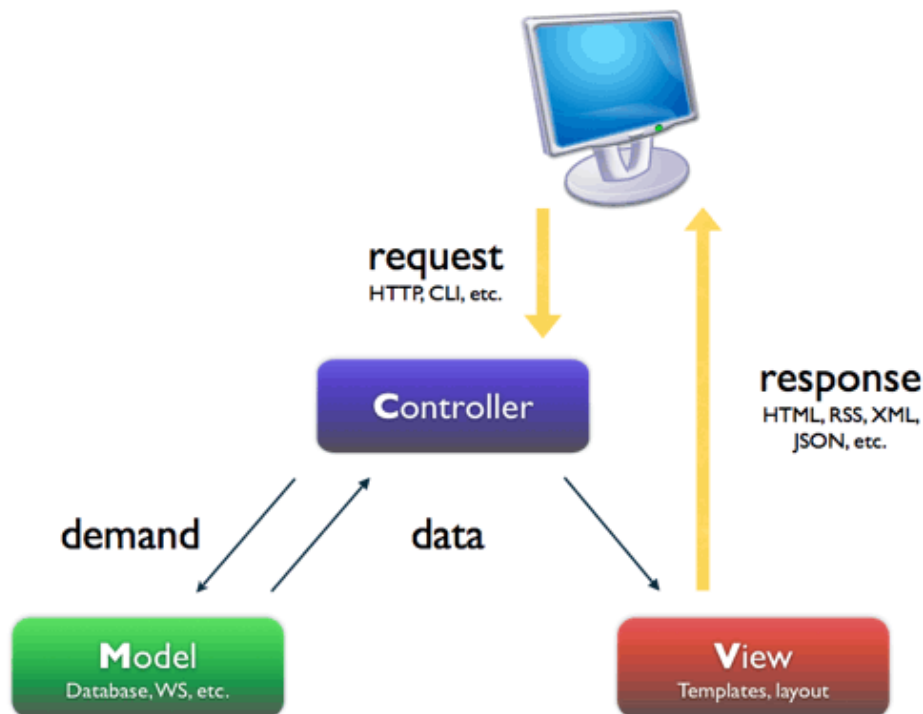 request
HTTP, CLI, etc.
Controller
response
HTML, RSS, XML,
JSON, etc.
demand
data
Model
Database, WS, etc.
View
Templates, layout